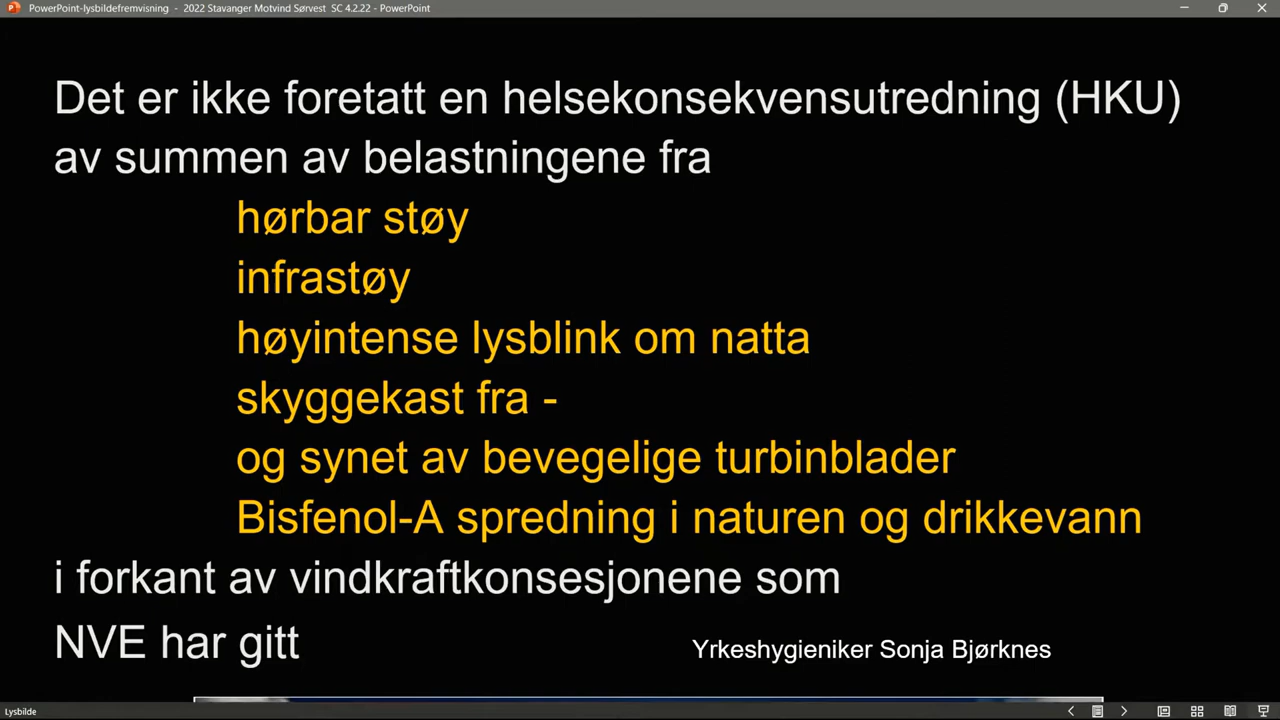 PowerPoint-lysbildefremvisning - 2022 Stavanger Motvind Sørvest SC 4.2.22 - PowerPoint
Det er ikke foretatt en helsekonsekvensutredning (HKU)
av summen av belastningene fra
hørbar støy
infrastøy
høyintense lysblink om natta
skyggekast fra -
og synet av bevegelige turbinblader
Bisfenol-A spredning i naturen og drikkevann
i forkant av vindkraftkonsesjonene som
NVE har gitt
Yrkeshygieniker Sonja Bjørknes
Lysbilde